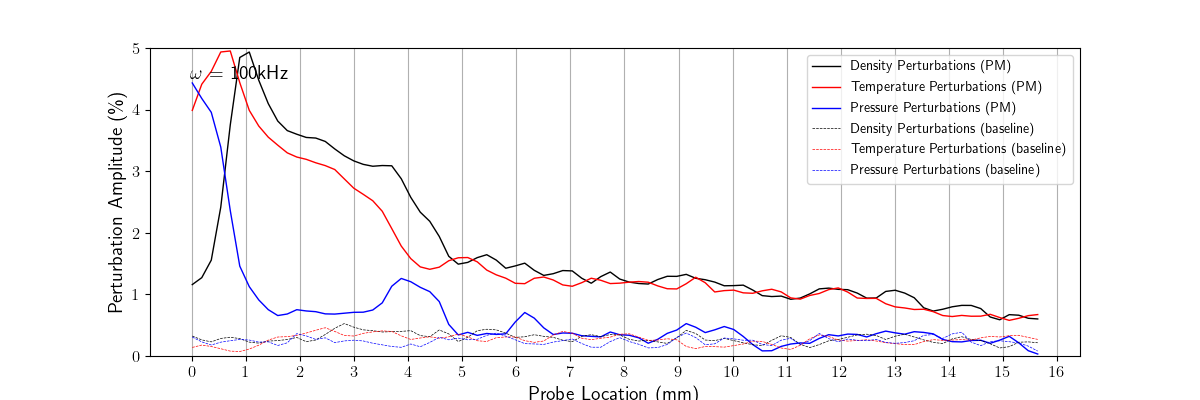 5
4
3
2
1
0
Perturbation Amplitude (%)
ω = 100kHz
Density Perturbations (PM)
Temperature Perturbations (PM)
Pressure Perturbations (PM)
Density Perturbations (baseline)
Temperature Perturbations (baseline)
Pressure Perturbations (baseline)
0 1 2 3 4 5 6 7 8 9 10 11 12 13 14 15 16
Probe Location (mm)